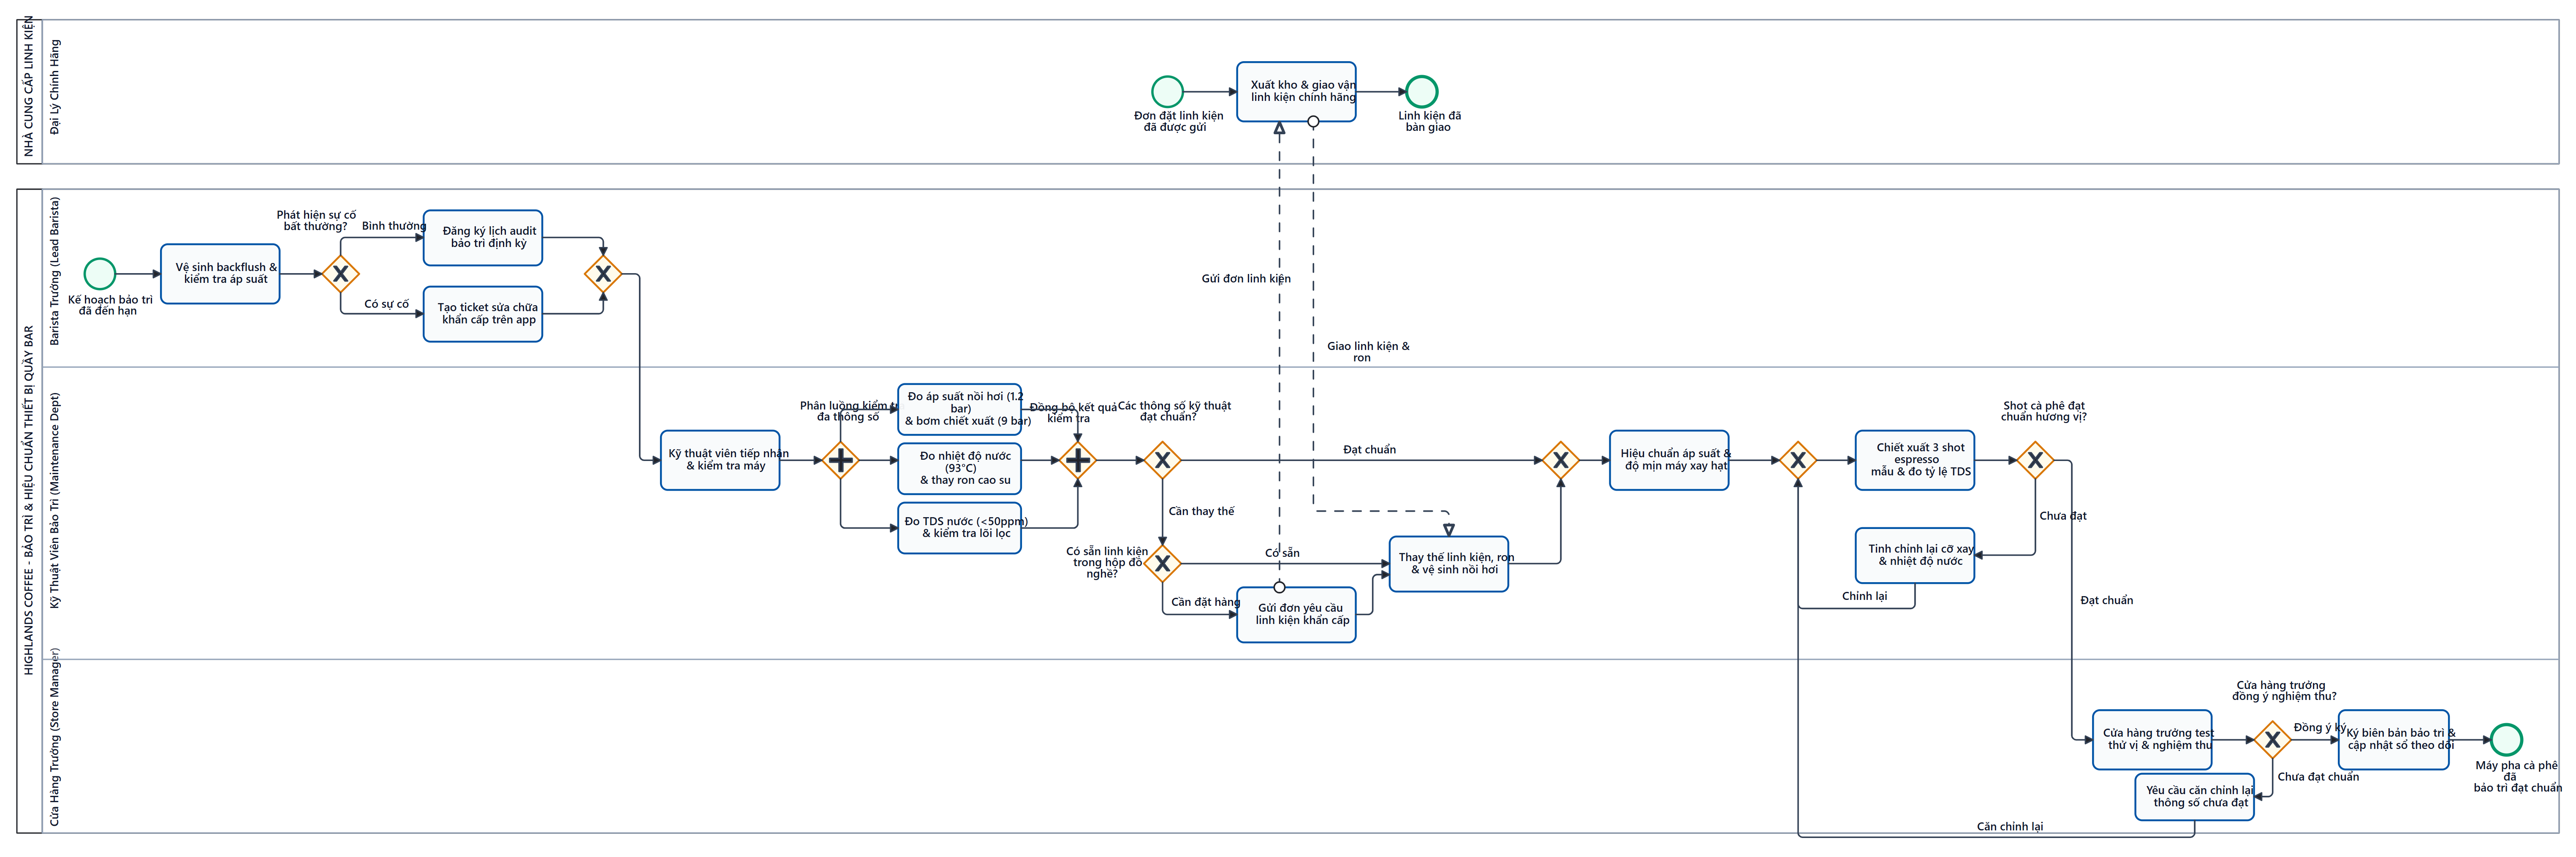 NHÀ CUNG CẤP LINH KIỆN
Đại Lý Chính Hãng
Đơn đặt linh kiện
đã được gửi
Xuất kho & giao vận
linh kiện chính hãng
Linh kiện đã
bàn giao
HIGHLANDS COFFEE - BẢO TRÌ & HIỆU CHUẨN THIẾT BỊ QUẦY BAR
Barista Trưởng (Lead Barista)
Kế hoạch bảo trì
đã đến hạn
Vệ sinh backflush &
kiểm tra áp suất
Phát hiện sự cố
bất thường?
Bình thường
Có sự cố
Đăng ký lịch audit
bảo trì định kỳ
Tạo ticket sửa chữa
khẩn cấp trên app
Gửi đơn linh kiện
Giao linh kiện &
ron
Kỹ Thuật Viên Bảo Trì (Maintenance Dept)
Kỹ thuật viên tiếp nhận
& kiểm tra máy
Phân luồng kiểm tra
đa thông số
Đo áp suất nồi hơi (1.2
bar)
& bơm chiết xuất (9 bar)
Đo nhiệt độ nước
(93°C)
& thay ron cao su
Đo TDS nước (<50ppm)
& kiểm tra lõi lọc
Đồng bộ kết quả
kiểm tra
Các thông số kỹ thuật
đạt chuẩn?
Đạt chuẩn
Cần thay thế
Có sẵn linh kiện
trong hộp đồ
nghề?
Có sẵn
Cần đặt hàng
Gửi đơn yêu cầu
linh kiện khẩn cấp
Thay thế linh kiện, ron
& vệ sinh nồi hơi
Hiệu chuẩn áp suất &
độ mịn máy xay hạt
Chiết xuất 3 shot
espresso
mẫu & đo tỷ lệ TDS
Shot cà phê đạt
chuẩn hương vị?
Chưa đạt
Tinh chỉnh lại cỡ xay
& nhiệt độ nước
Chỉnh lại
Đạt chuẩn
Cửa Hàng Trưởng (Store Manager)
Cửa hàng trưởng test
thử vị & nghiệm thu
Cửa hàng trưởng
đồng ý nghiệm thu?
Đồng ý ký
Ký biên bản bảo trì &
cập nhật sổ theo dõi
Chưa đạt chuẩn
Yêu cầu căn chỉnh lại
thông số chưa đạt
Căn chỉnh lại
Máy pha cà phê
đã
bảo trì đạt chuẩn